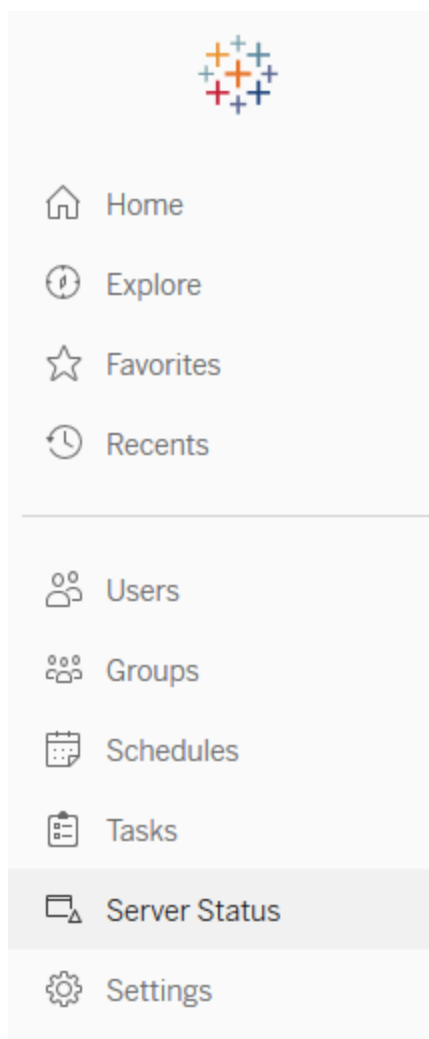 Home
Explore
Favorites
Recents
Users
Groups
Schedules
Tasks
Server Status
Settings